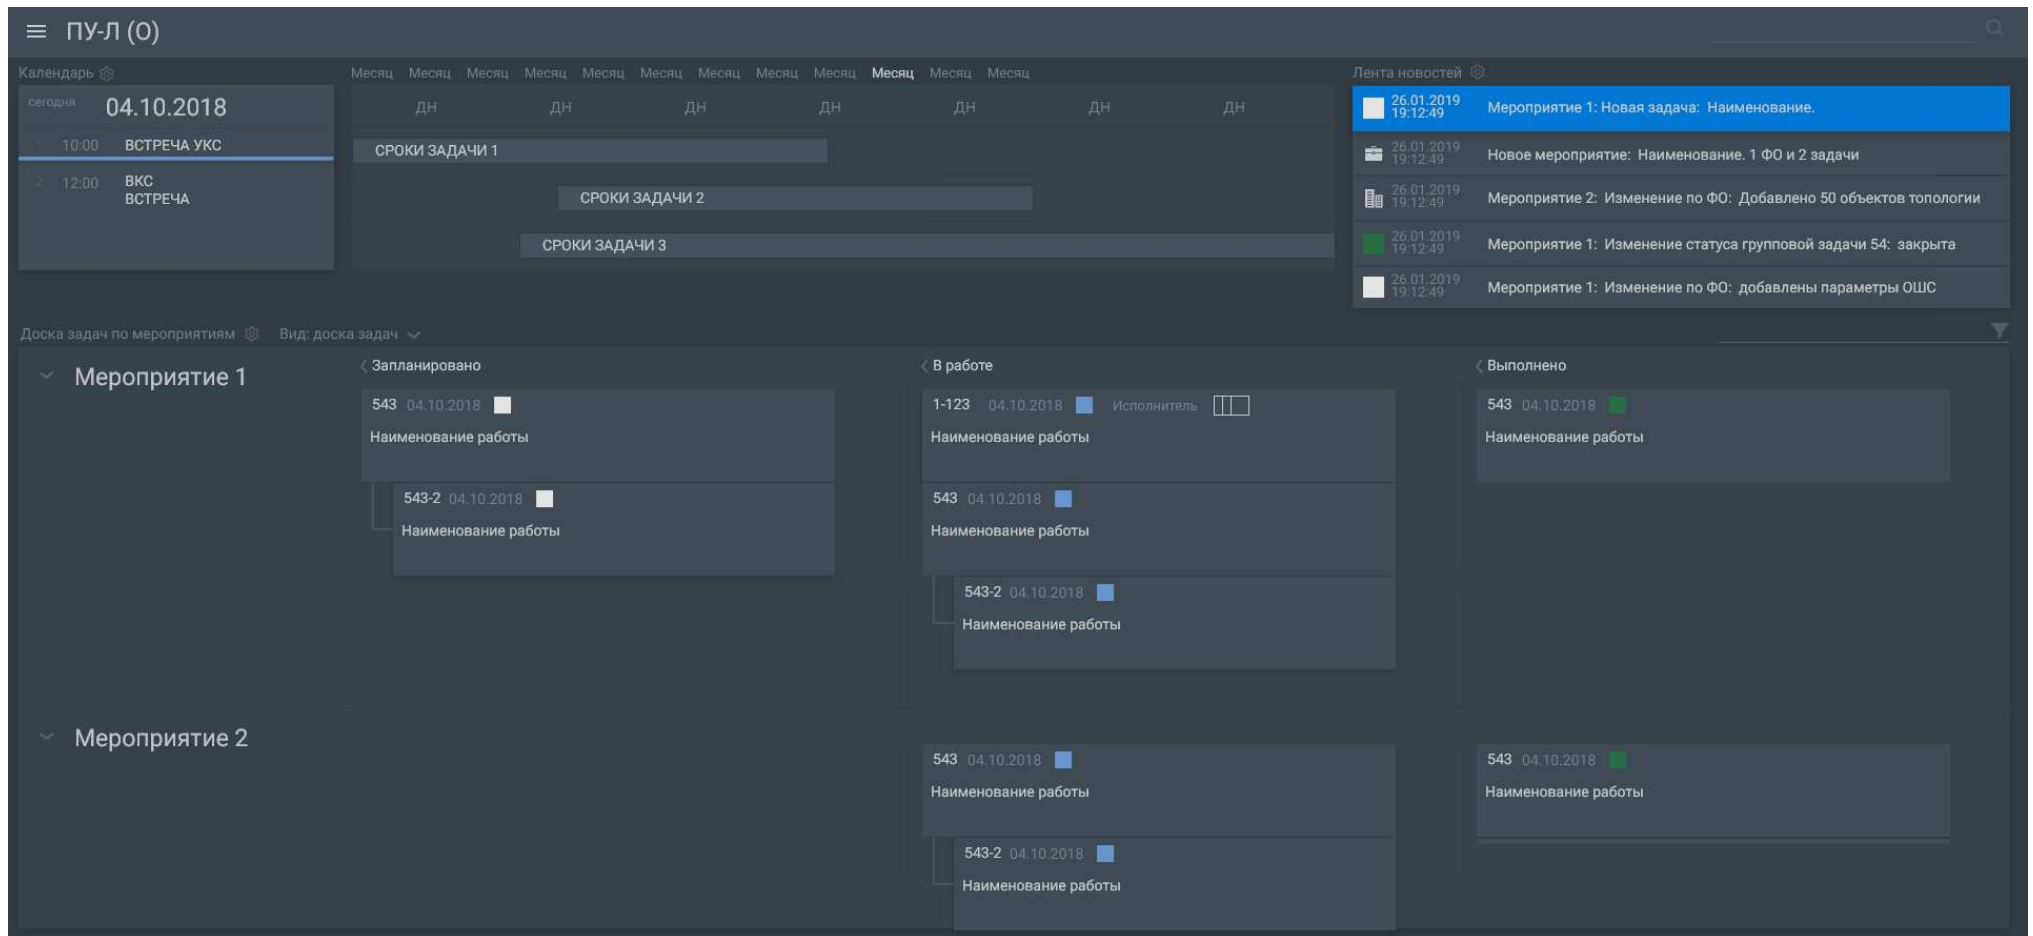 ПУ-Л (О)
Календарь
сегодня 04.10.2018
1 10:00 ВСТРЕЧА УКС
2 12:00 ВКС
ВСТРЕЧА
Месяц Месяц Месяц Месяц Месяц Месяц Месяц Месяц Месяц Месяц Месяц Месяц
ДН ДН ДН ДН ДН ДН ДН
СРОКИ ЗАДАЧИ 1
СРОКИ ЗАДАЧИ 2
СРОКИ ЗАДАЧИ 3
Лента новостей
26.01.2019
19:12:49
Мероприятие 1: Новая задача: Наименование.
26.01.2019
19:12:49
Новое мероприятие: Наименование. 1 ФО и 2 задачи
26.01.2019
19:12:49
Мероприятие 2: Изменение по ФО: Добавлено 50 объектов топологии
26.01.2019
19:12:49
Мероприятие 1: Изменение статуса групповой задачи 54: закрыта
26.01.2019
19:12:49
Мероприятие 1: Изменение по ФО: добавлены параметры ОШС
Доска задач по мероприятиям Вид: доска задач
Мероприятие 1
Запланировано
543 04.10.2018
Наименование работы
543-2 04.10.2018
Наименование работы
В работе
1-123 04.10.2018 Исполнитель
Наименование работы
543 04.10.2018
Наименование работы
543-2 04.10.2018
Наименование работы
Выполнено
543 04.10.2018
Наименование работы
Мероприятие 2
543 04.10.2018
Наименование работы
543-2 04.10.2018
Наименование работы
543 04.10.2018
Наименование работы